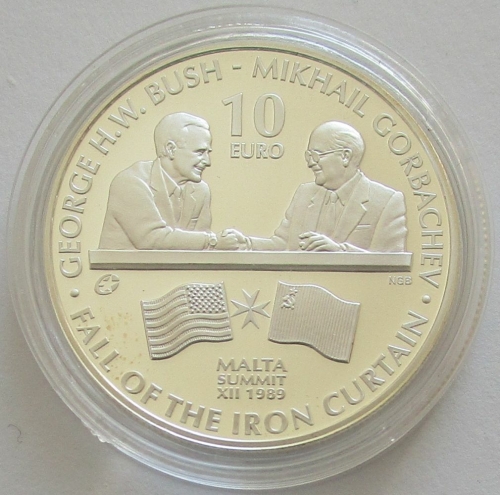 · GEORGE H.W. BUSH - MIKHAIL GORBACHEV ·
10
EURO
NGB
MALTA
SUMMIT
XII 1989
FALL OF THE IRON CURTAIN